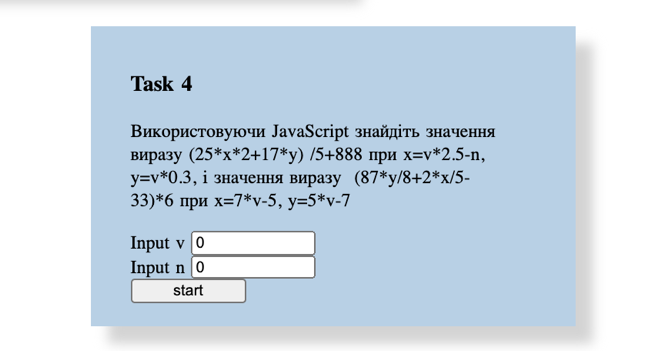 Task 4
Використовуючи JavaScript знайдіть значення
виразу (25*x*2+17*y) /5+888 при x=v*2.5-n,
y=v*0.3, і значення виразу (87*y/8+2*x/5-
33)*6 при x=7*v-5, y=5*v-7
Input v 0
Input n 0
start